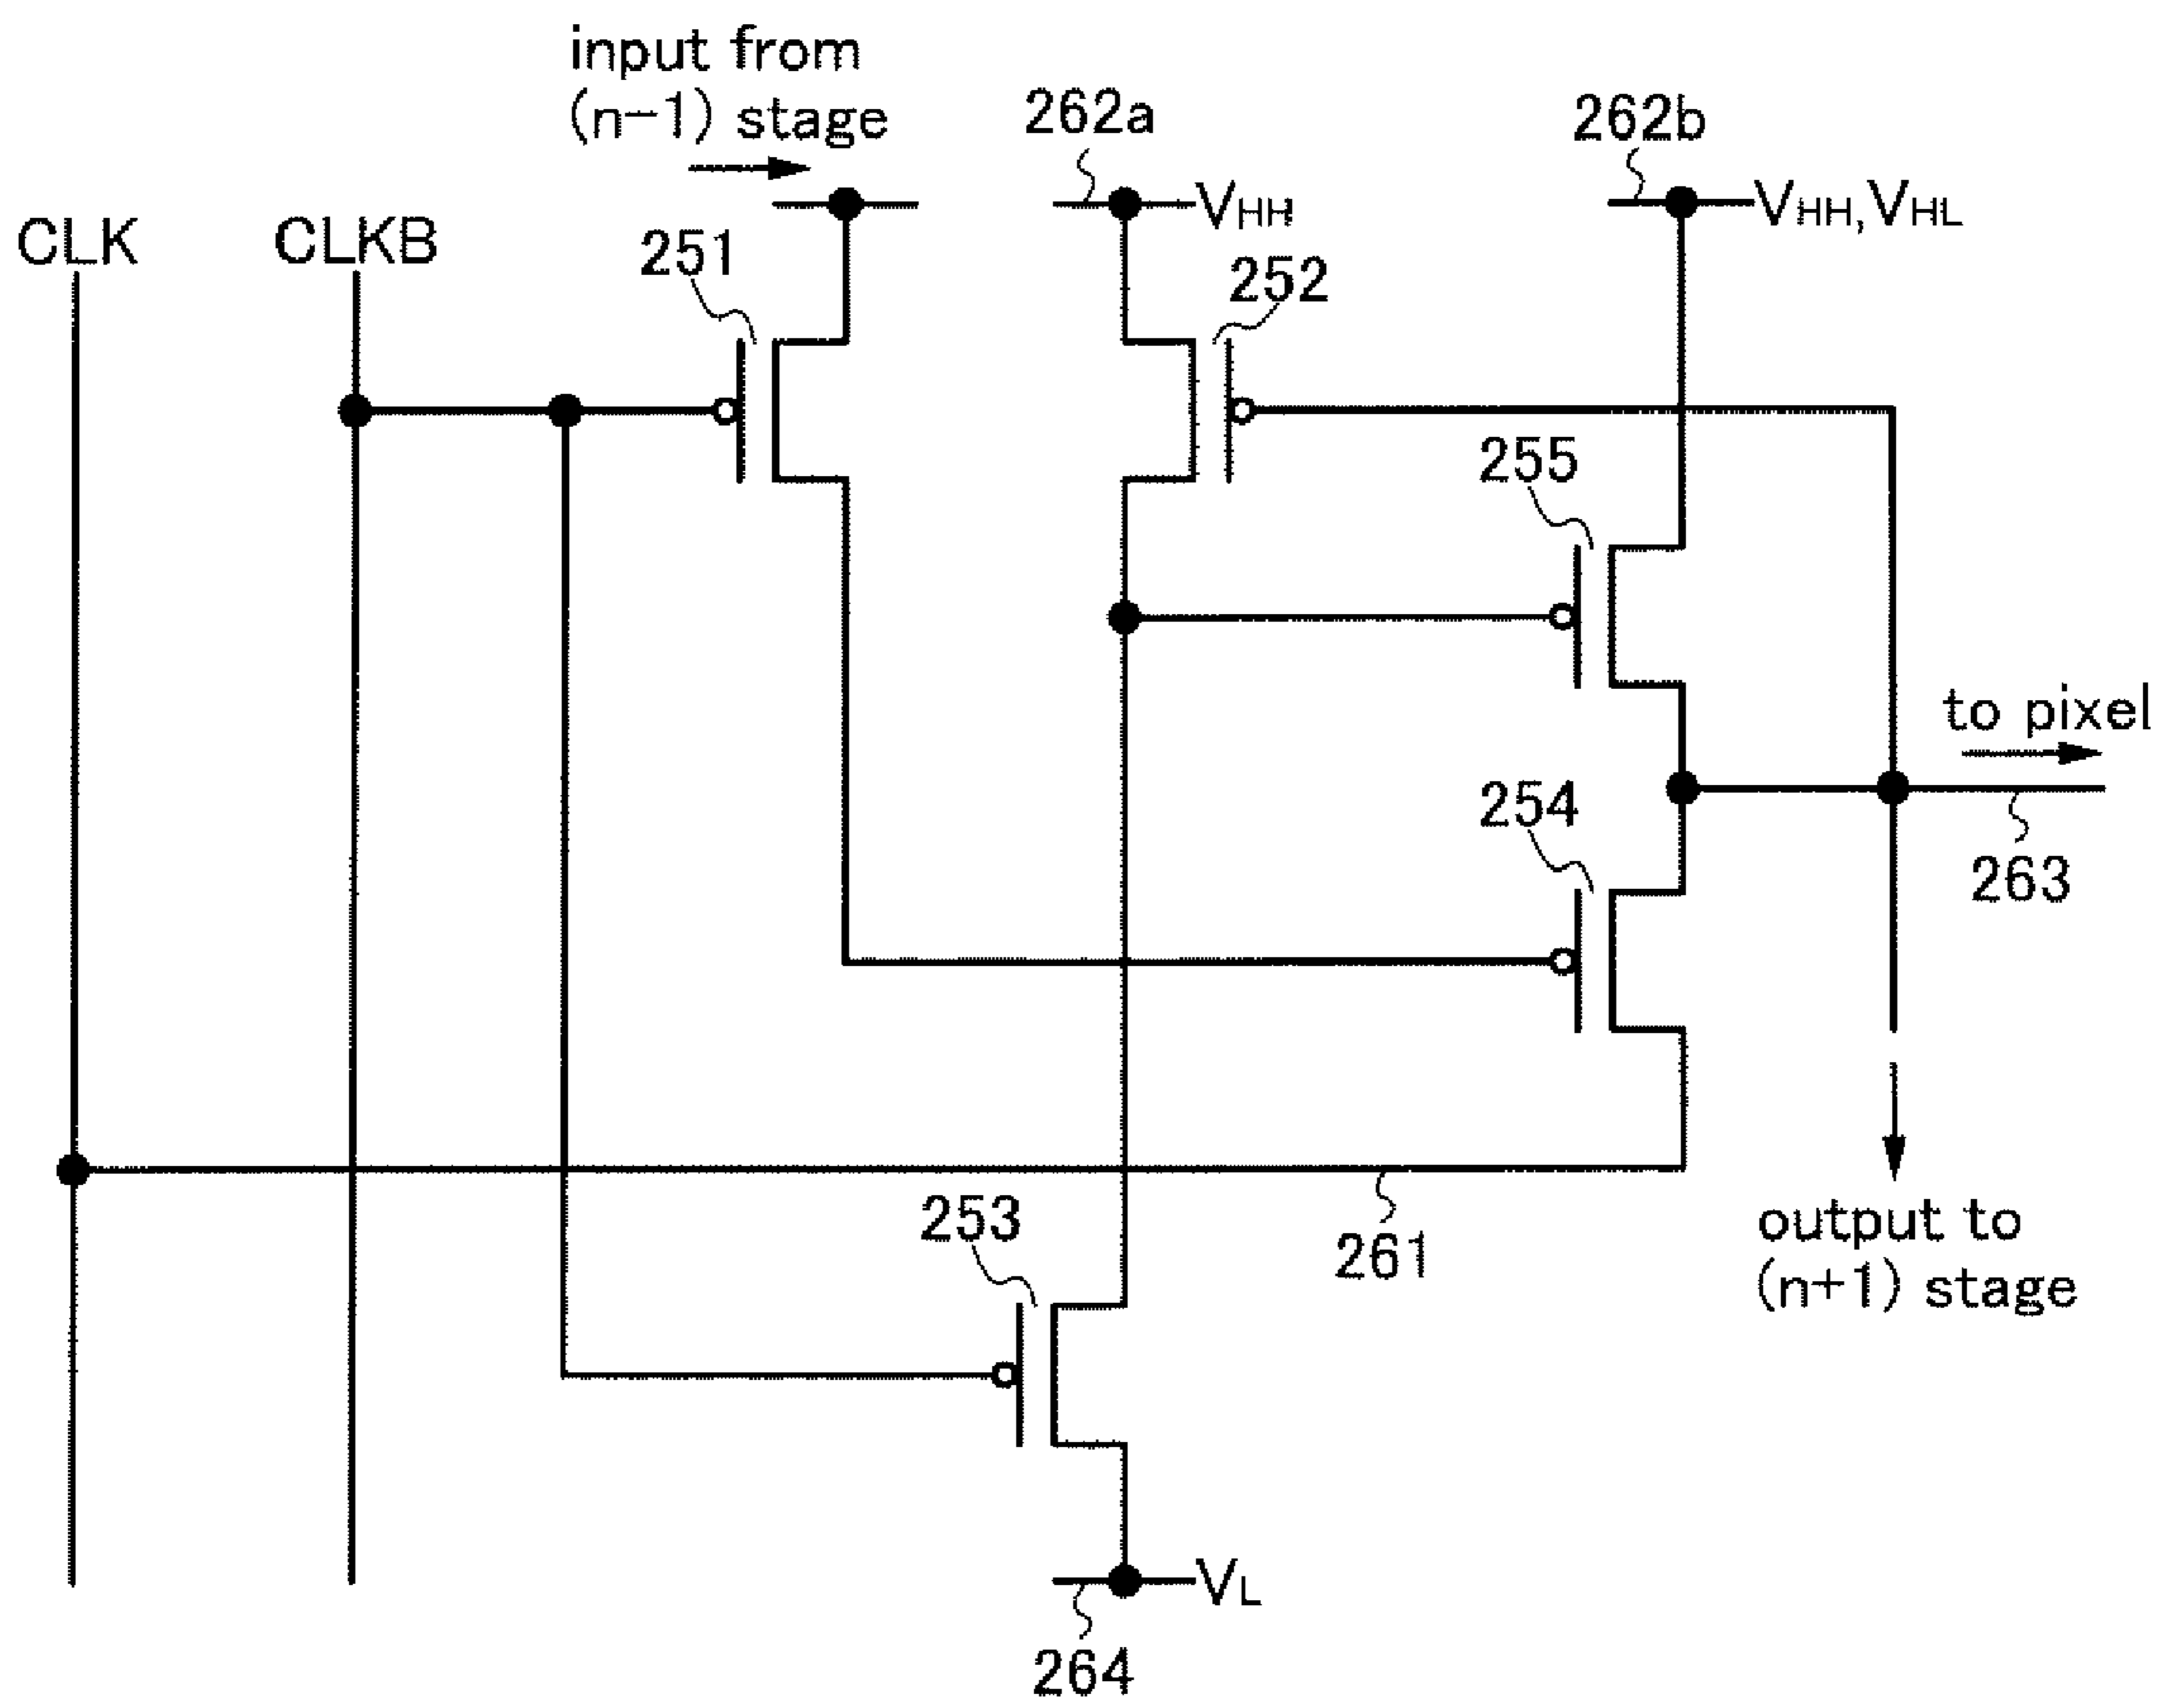 input from
(n-1) stage
262a
262b
VHH
VHH, VHL
CLK
CLKB
251
252
255
to pixel
254
263
253
261
output to
(n+1) stage
VL
264